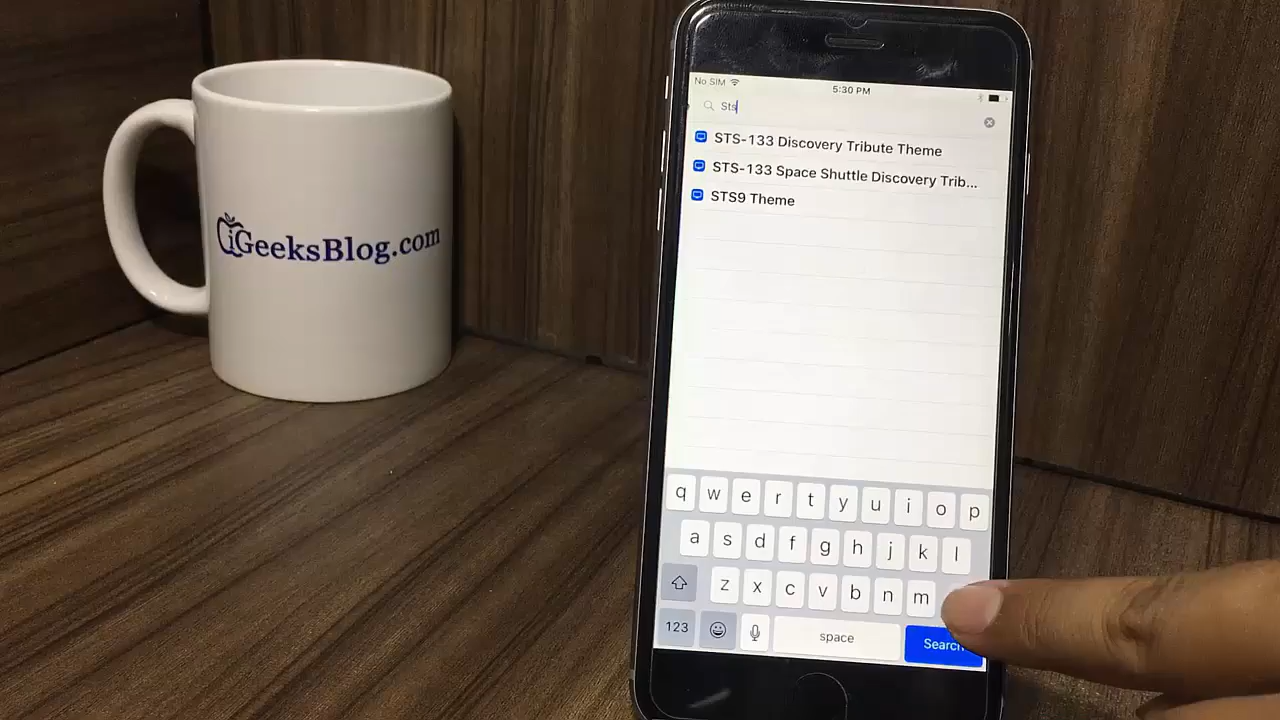 iGeeksBlog.com
No SIM 5:30 PM
Sts
STS-133 Discovery Tribute Theme
STS-133 Space Shuttle Discovery Trib...
STS9 Theme
q w e r t y u i o p
a s d f g h j k l
z x c v b n m
123 space Search